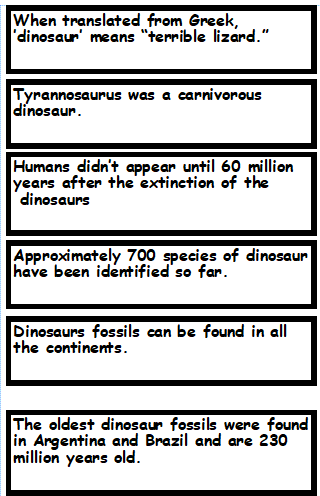 When translated from Greek,
'dinosaur' means “terrible lizard.”
Tyrannosaurus was a carnivorous
dinosaur.
Humans didn't appear until 60 million
years after the extinction of the
dinosaurs
Approximately 700 species of dinosaur
have been identified so far.
Dinosaurs fossils can be found in all
the continents.
The oldest dinosaur fossils were found
in Argentina and Brazil and are 230
million years old.